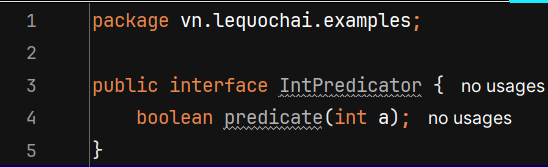 1 package vn.lequochai.examples;
2
3 public interface IntPredicator { no usages
4 boolean predicate(int a); no usages
5 }